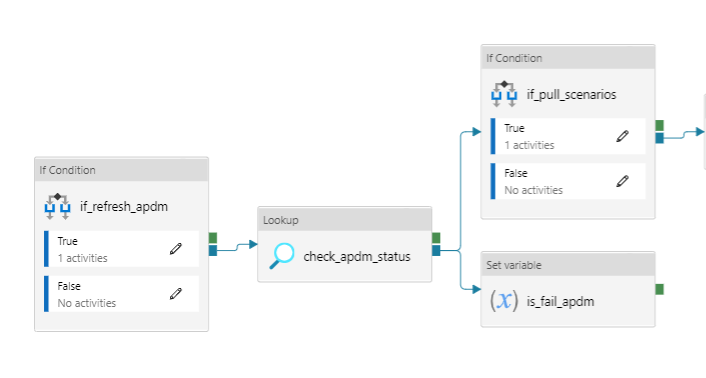 If Condition
if_refresh_apdm
True
1 activities
False
No activities
Lookup
check_apdm_status
If Condition
if_pull_scenarios
True
1 activities
False
No activities
Set variable
(x) is_fail_apdm